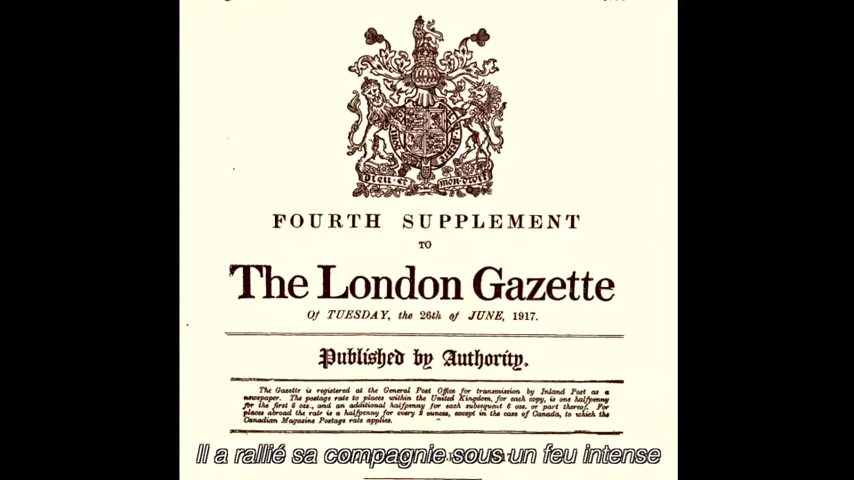 DIEU·ET MON·DROIT
FOURTH SUPPLEMENT
TO
The London Gazette
Of TUESDAY, the 26th of JUNE, 1917.
Published by Authority.
The Gazette is registered at the General Post Office for transmission by Inland Post as a
newspaper. The postage rate to places within the United Kingdom, for each copy, is one halfpenny
for the first 6 ozs., and an additional halfpenny for each subsequent 6 ozs. or part thereof. For
places abroad the rate is a halfpenny for every 2 ounces, except in the case of Canada, to which the
Canadian Magazine Postage rate applies.
Il a rallié sa compagnie sous un feu intense